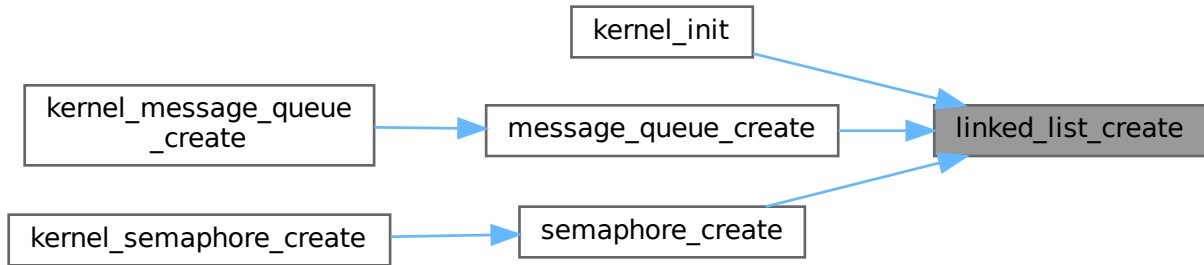 kernel_init
kernel_message_queue
_create
message_queue_create
linked_list_create
semaphore_create
kernel_semaphore_create